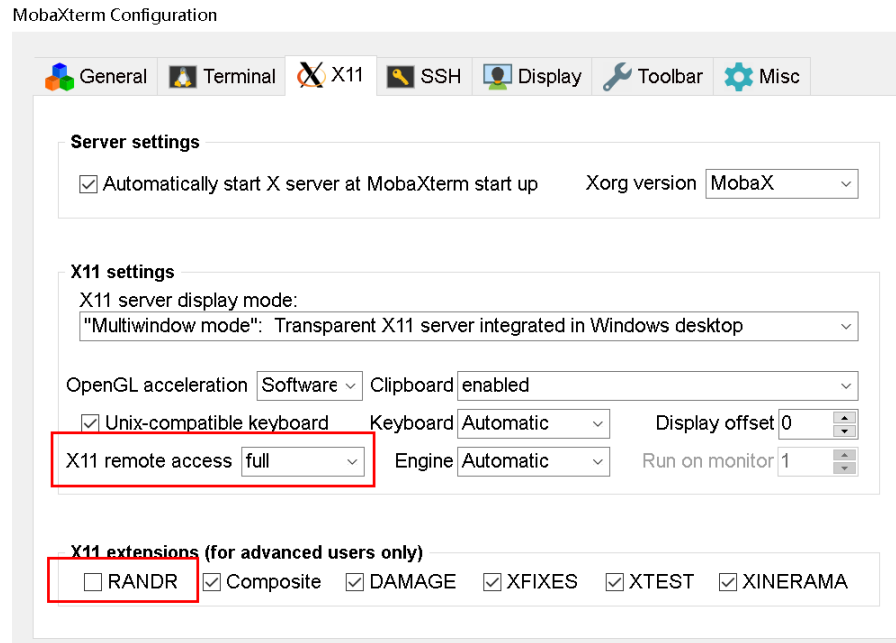 MobaXterm Configuration
General Terminal X11 SSH Display Toolbar Misc
Server settings
Automatically start X server at MobaXterm start up Xorg version MobaX
X11 settings
X11 server display mode:
"Multiwindow mode": Transparent X11 server integrated in Windows desktop
OpenGL acceleration Software Clipboard enabled
Unix-compatible keyboard Keyboard Automatic Display offset 0
X11 remote access full Engine Automatic Run on monitor 1
X11 extensions (for advanced users only)
RANDR Composite DAMAGE XFIXES XTEST XINERAMA